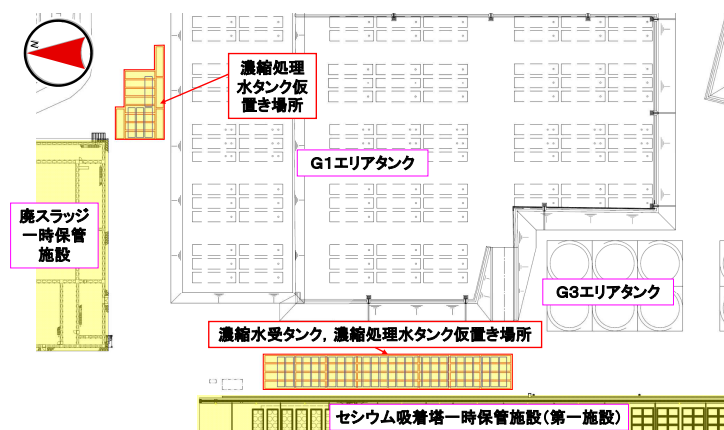 N
濃縮処理
水タンク仮
置き場所
G1エリアタンク
廃スラッジ
一時保管
施設
G3エリアタンク
濃縮水受タンク，濃縮処理水タンク仮置き場所
セシウム吸着塔一時保管施設（第一施設）